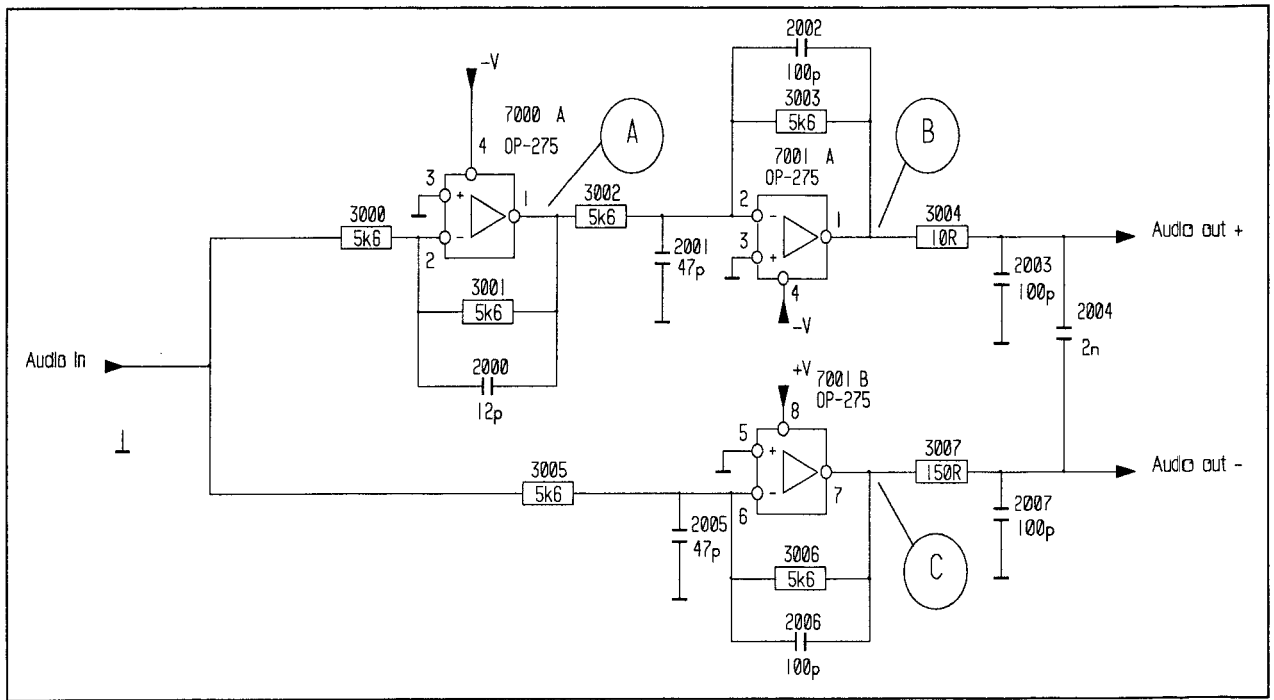 2002
100p
3003
5k6
-V
7000 A
OP-275
4
A
B
3
+
1
-
2
3000
5k6
3002
5k6
7001 A
OP-275
2
-
3
+
1
4
-V
3004
10R
Audio out +
2001
47p
2003
100p
2004
2n
3001
5k6
2000
12p
Audio In
+V
7001 B
OP-275
8
5
+
-
6
7
3007
150R
Audio out -
3005
5k6
2005
47p
2007
100p
3006
5k6
C
2006
100p